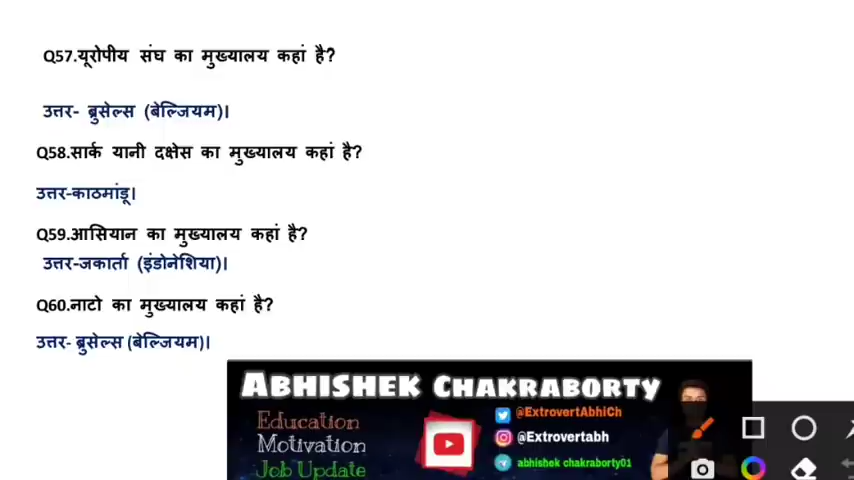 Q57.यूरोपीय संघ का मुख्यालय कहां है?
उत्तर- ब्रुसेल्स (बेल्जियम)।
Q58.सार्क यानी दक्षेस का मुख्यालय कहां है?
उत्तर-काठमांडू।
Q59.आसियान का मुख्यालय कहां है?
उत्तर-जकार्ता (इंडोनेशिया)।
Q60.नाटो का मुख्यालय कहां है?
उत्तर- ब्रुसेल्स (बेल्जियम)।
ABHISHEK CHAKRABORTY
Education
Motivation
Job Update
@ExtrovertAbhiCh
@Extrovertabh
abhishek chakraborty01